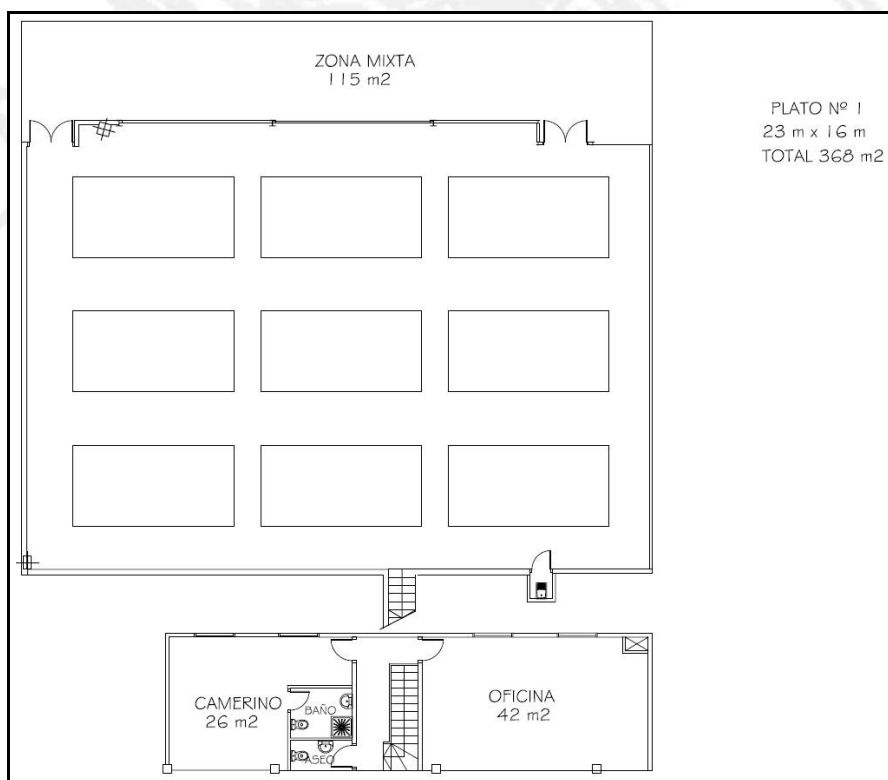 ZONA MIXTA
115 m2
PLATO Nº 1
23 m x 16 m
TOTAL 368 m2
CAMERINO
26 m2
BAÑO
ASEO
OFICINA
42 m2